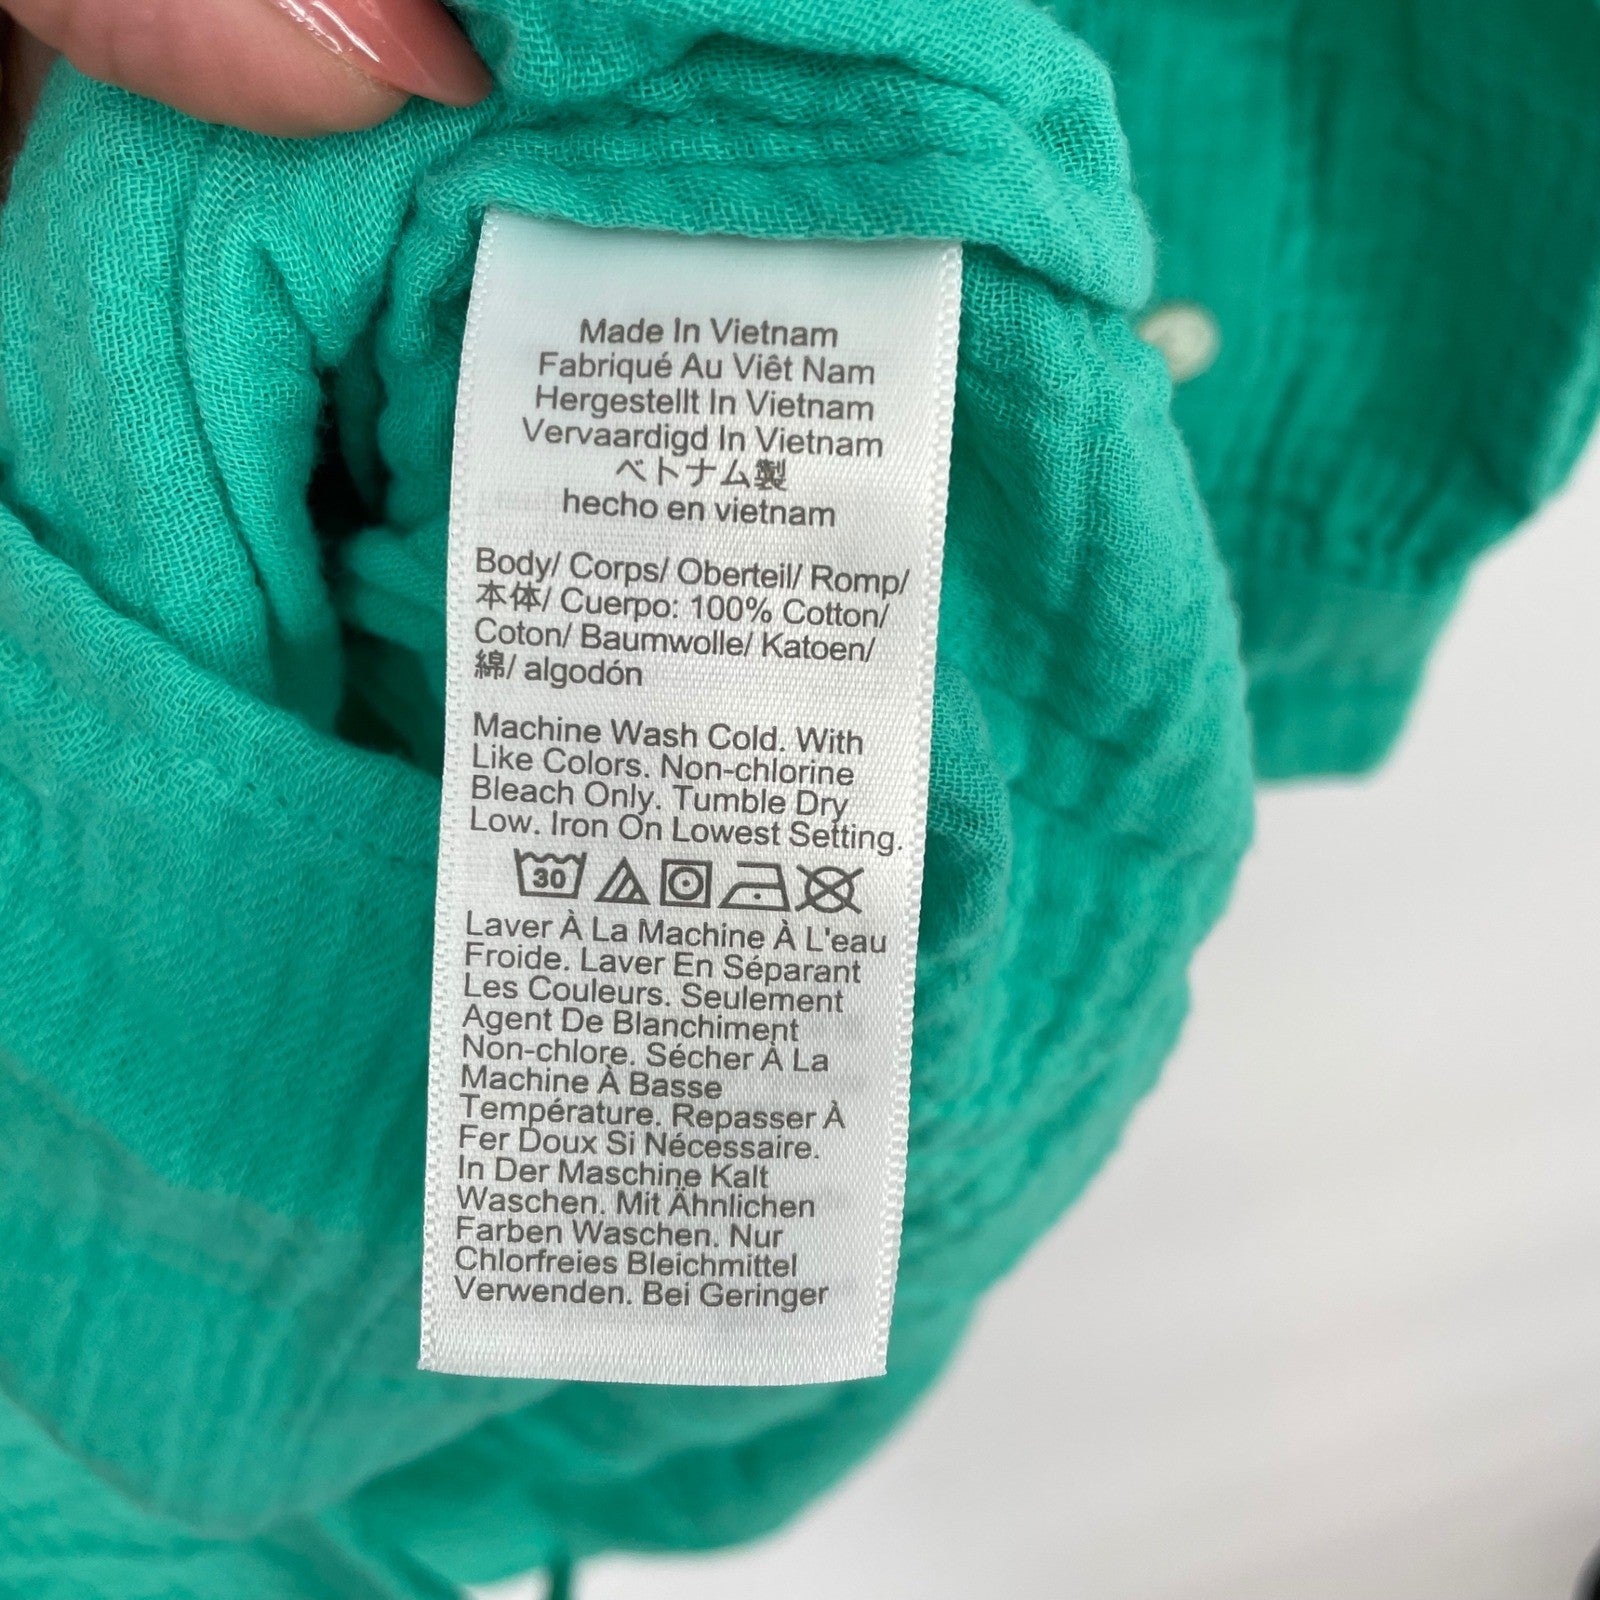 Made In Vietnam
Fabriqué Au Viêt Nam
Hergestellt In Vietnam
Vervaardigd In Vietnam
ベトナム製
hecho en vietnam
Body/ Corps/ Oberteil/ Romp/
本体/ Cuerpo: 100% Cotton/
Coton/ Baumwolle/ Katoen/
綿/ algodón
Machine Wash Cold. With
Like Colors. Non-chlorine
Bleach Only. Tumble Dry
Low. Iron On Lowest Setting.
30
Laver À La Machine À L'eau
Froide. Laver En Séparant
Les Couleurs. Seulement
Agent De Blanchiment
Non-chlore. Sécher À La
Machine À Basse
Température. Repasser À
Fer Doux Si Nécessaire.
In Der Maschine Kalt
Waschen. Mit Ähnlichen
Farben Waschen. Nur
Chlorfreies Bleichmittel
Verwenden. Bei Geringer